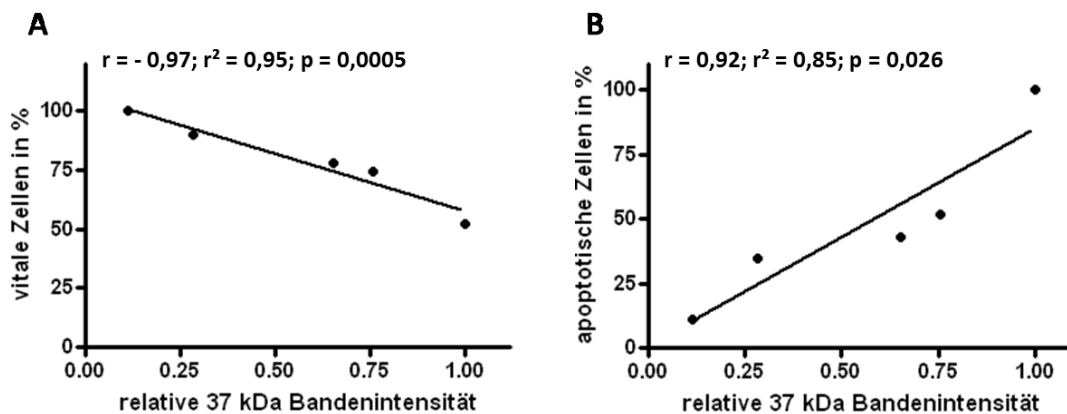 A
r = - 0,97; r² = 0,95; p = 0,0005
vitale Zellen in %
100
75
50
25
0
0.00 0.25 0.50 0.75 1.00
relative 37 kDa Bandenintensität
B
r = 0,92; r² = 0,85; p = 0,026
apoptotische Zellen in %
100
75
50
25
0
0.00 0.25 0.50 0.75 1.00
relative 37 kDa Bandenintensität